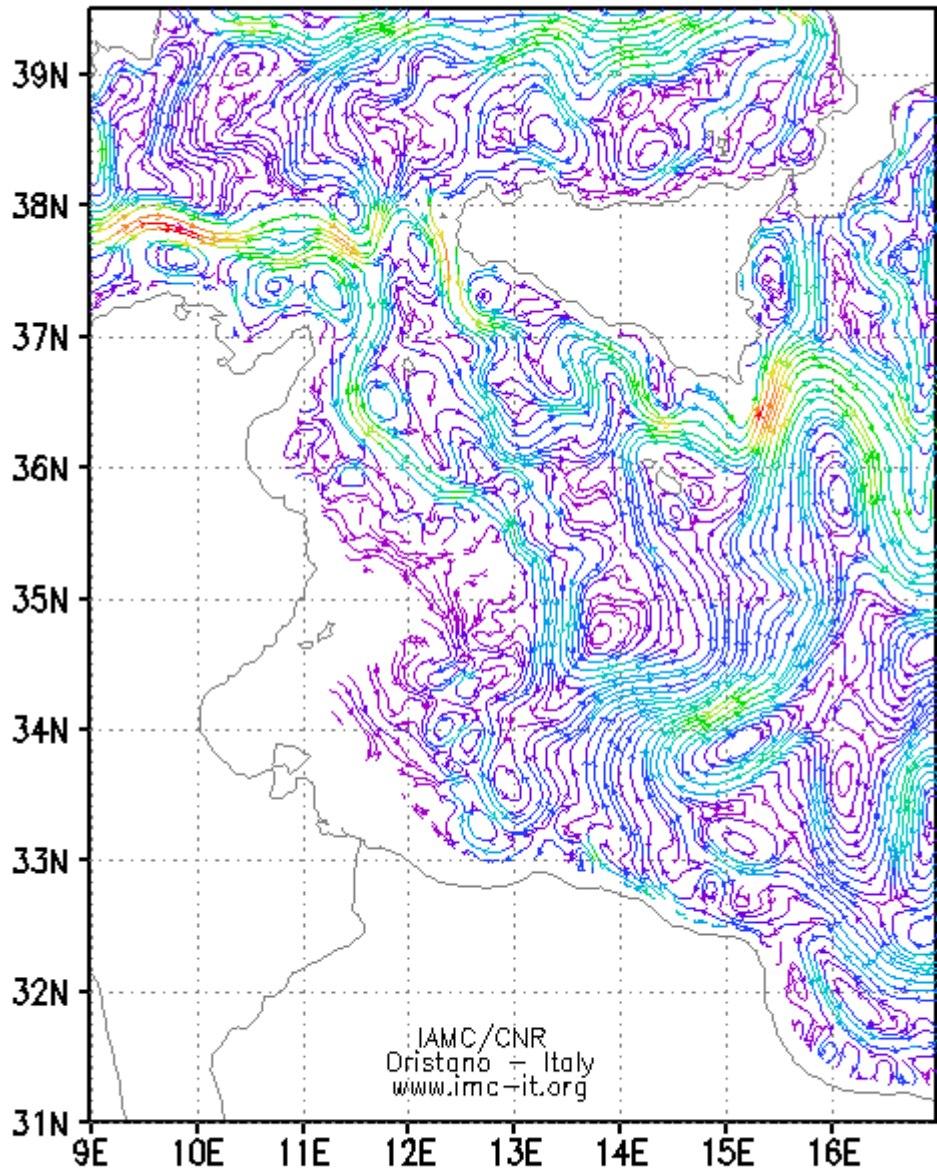 39N
38N
37N
36N
35N
34N
33N
32N
31N
IAMC/CNR
Oristano – Italy
www.imc-it.org
9E 10E 11E 12E 13E 14E 15E 16E